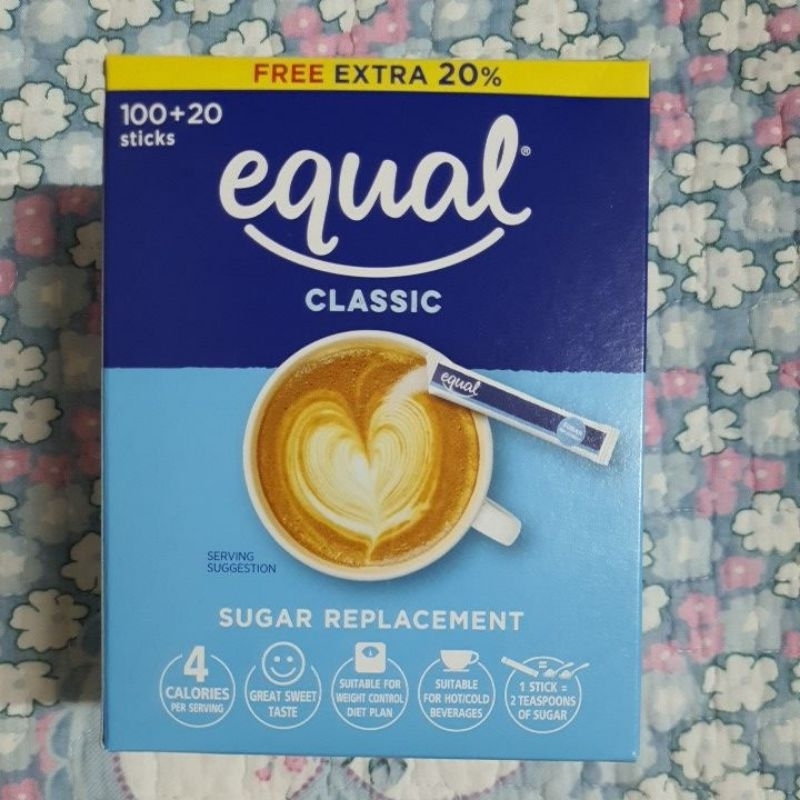 FREE EXTRA 20%
100+20
sticks
equal®
CLASSIC
equal
SERVING
SUGGESTION
SUGAR REPLACEMENT
4
CALORIES
PER SERVING
GREAT SWEET
TASTE
SUITABLE FOR
WEIGHT CONTROL
DIET PLAN
SUITABLE
FOR HOT/COLD
BEVERAGES
1 STICK =
2 TEASPOONS
OF SUGAR